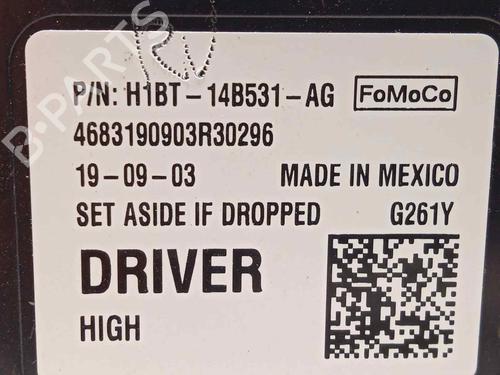 B-PARTS
P/N: H1BT-14B531-AG FoMoCo
4683190903R30296
19-09-03 MADE IN MEXICO
SET ASIDE IF DROPPED G261Y
DRIVER
HIGH